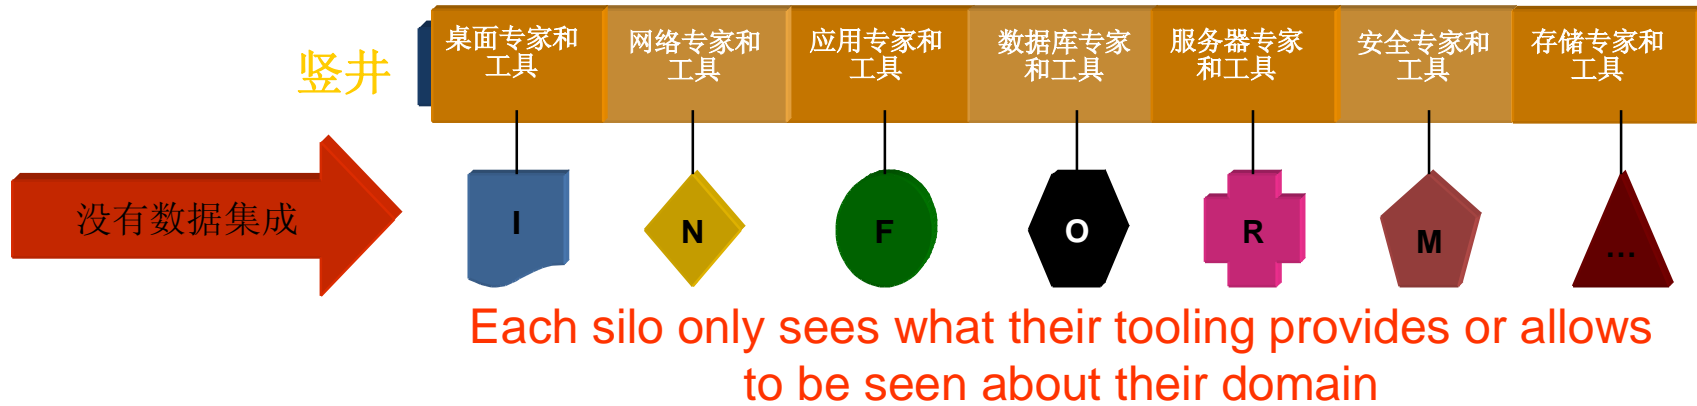 竖井
桌面专家和
工具
网络专家和
工具
应用专家和
工具
数据库专家
和工具
服务器专家
和工具
安全专家和
工具
存储专家和
工具
没有数据集成
I
N
F
O
R
M
...
Each silo only sees what their tooling provides or allows
to be seen about their domain